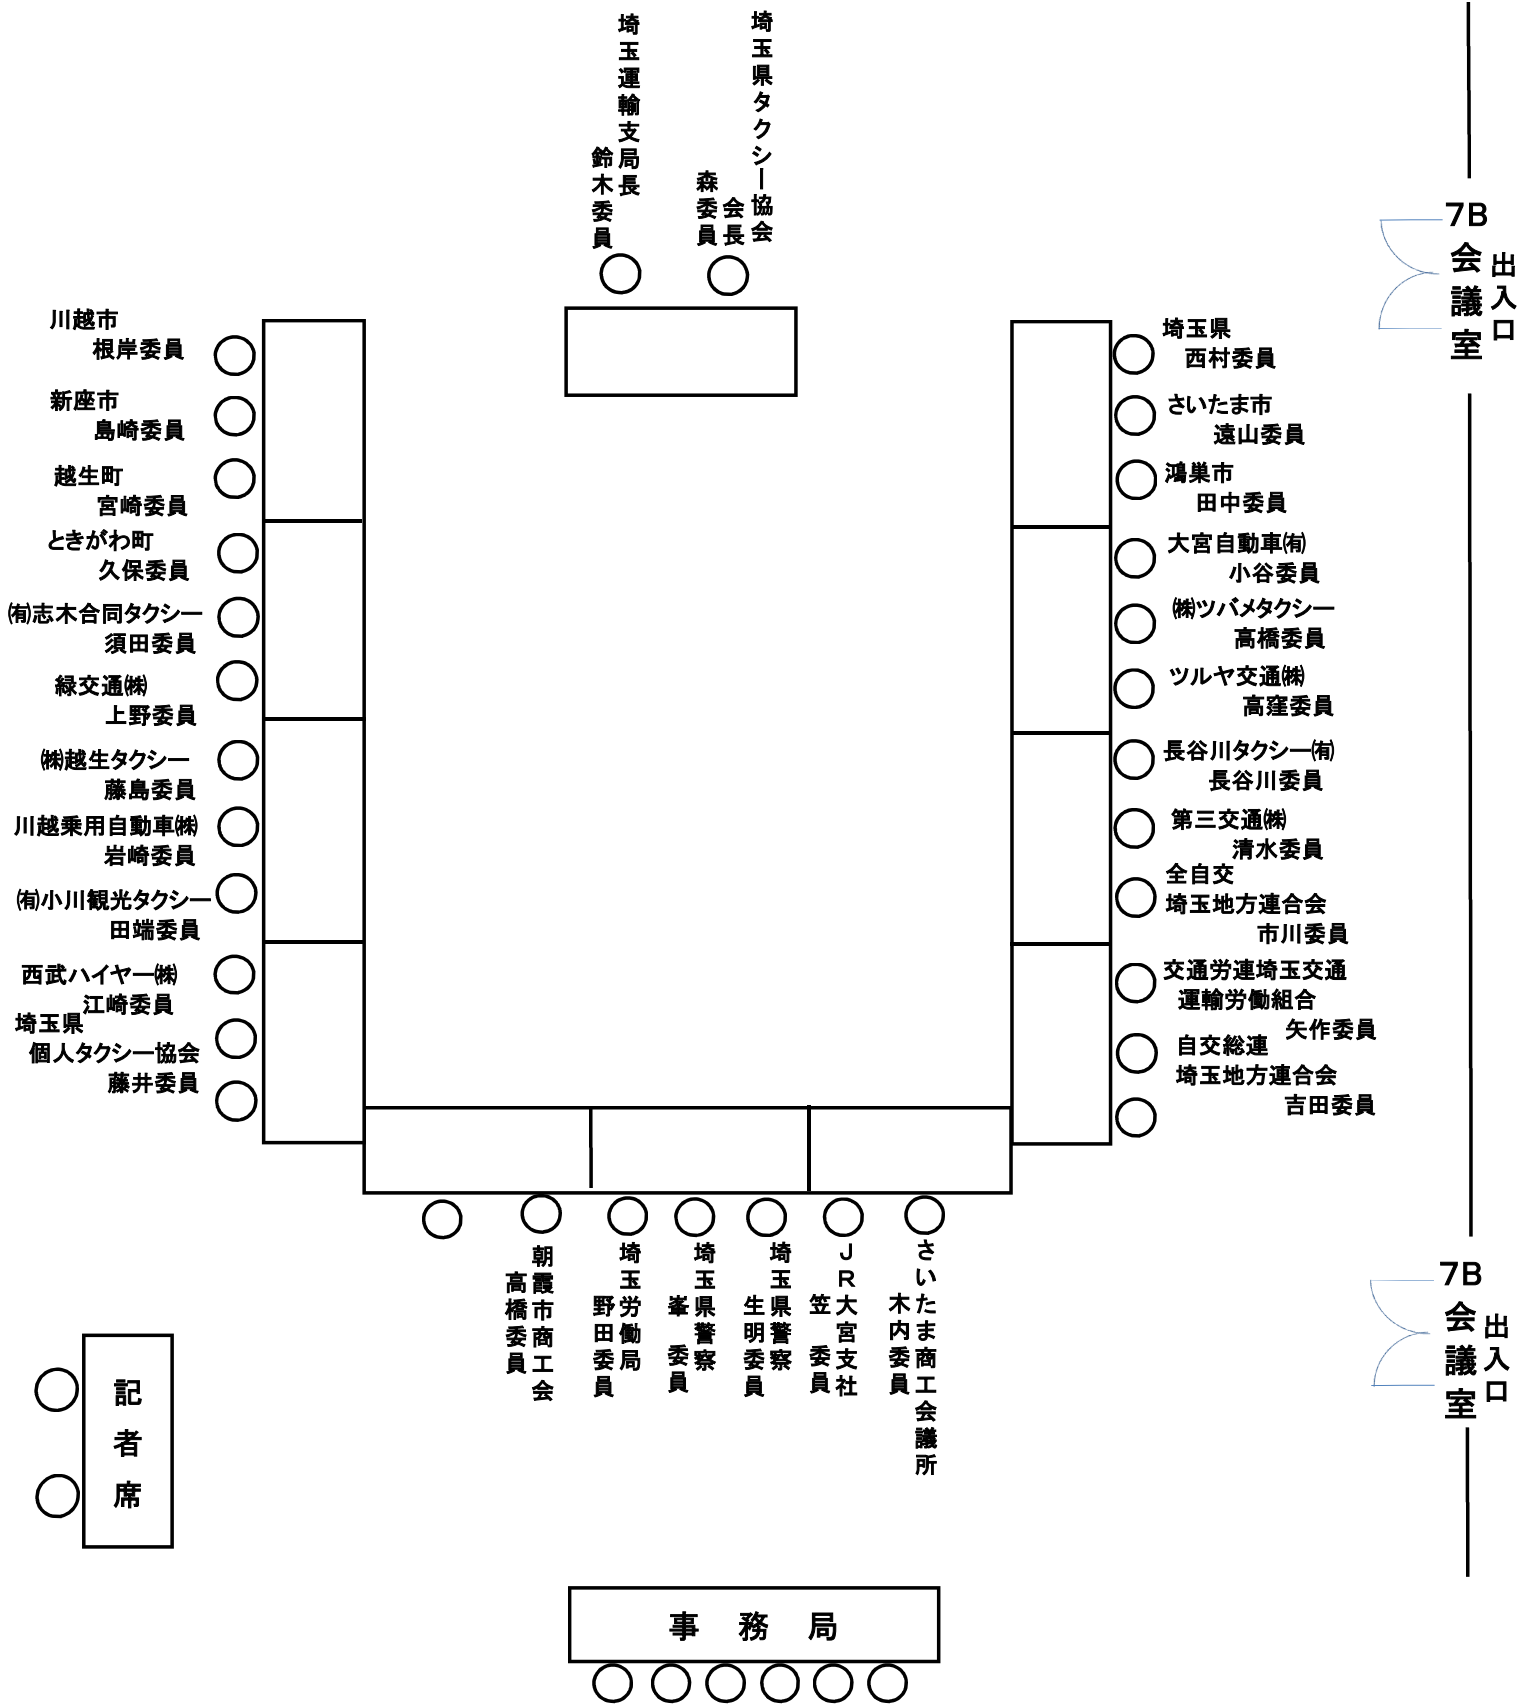 埼玉運輸支局長
鈴木委員
埼玉県タクシー協会
会長
森委員
7B
会議室
出入口
川越市
根岸委員
新座市
島崎委員
越生町
宮崎委員
ときがわ町
久保委員
㈲志木合同タクシー
須田委員
緑交通㈱
上野委員
㈱越生タクシー
藤島委員
川越乗用自動車㈱
岩崎委員
㈲小川観光タクシー
田端委員
西武ハイヤー㈱
江崎委員
埼玉県
個人タクシー協会
藤井委員
埼玉県
西村委員
さいたま市
遠山委員
鴻巣市
田中委員
大宮自動車㈲
小谷委員
㈱ツバメタクシー
高橋委員
ツルヤ交通㈱
高窪委員
長谷川タクシー㈲
長谷川委員
第三交通㈱
清水委員
全自交
埼玉地方連合会
市川委員
交通労連埼玉交通
運輸労働組合
矢作委員
自交総連
埼玉地方連合会
吉田委員
朝霞市商工会
高橋委員
埼玉労働局
野田委員
埼玉県警察
峯 委員
埼玉県警察
生明委員
JR大宮支社
笠 委員
さいたま商工会議所
木内委員
7B
会議室
出入口
記者席
事 務 局